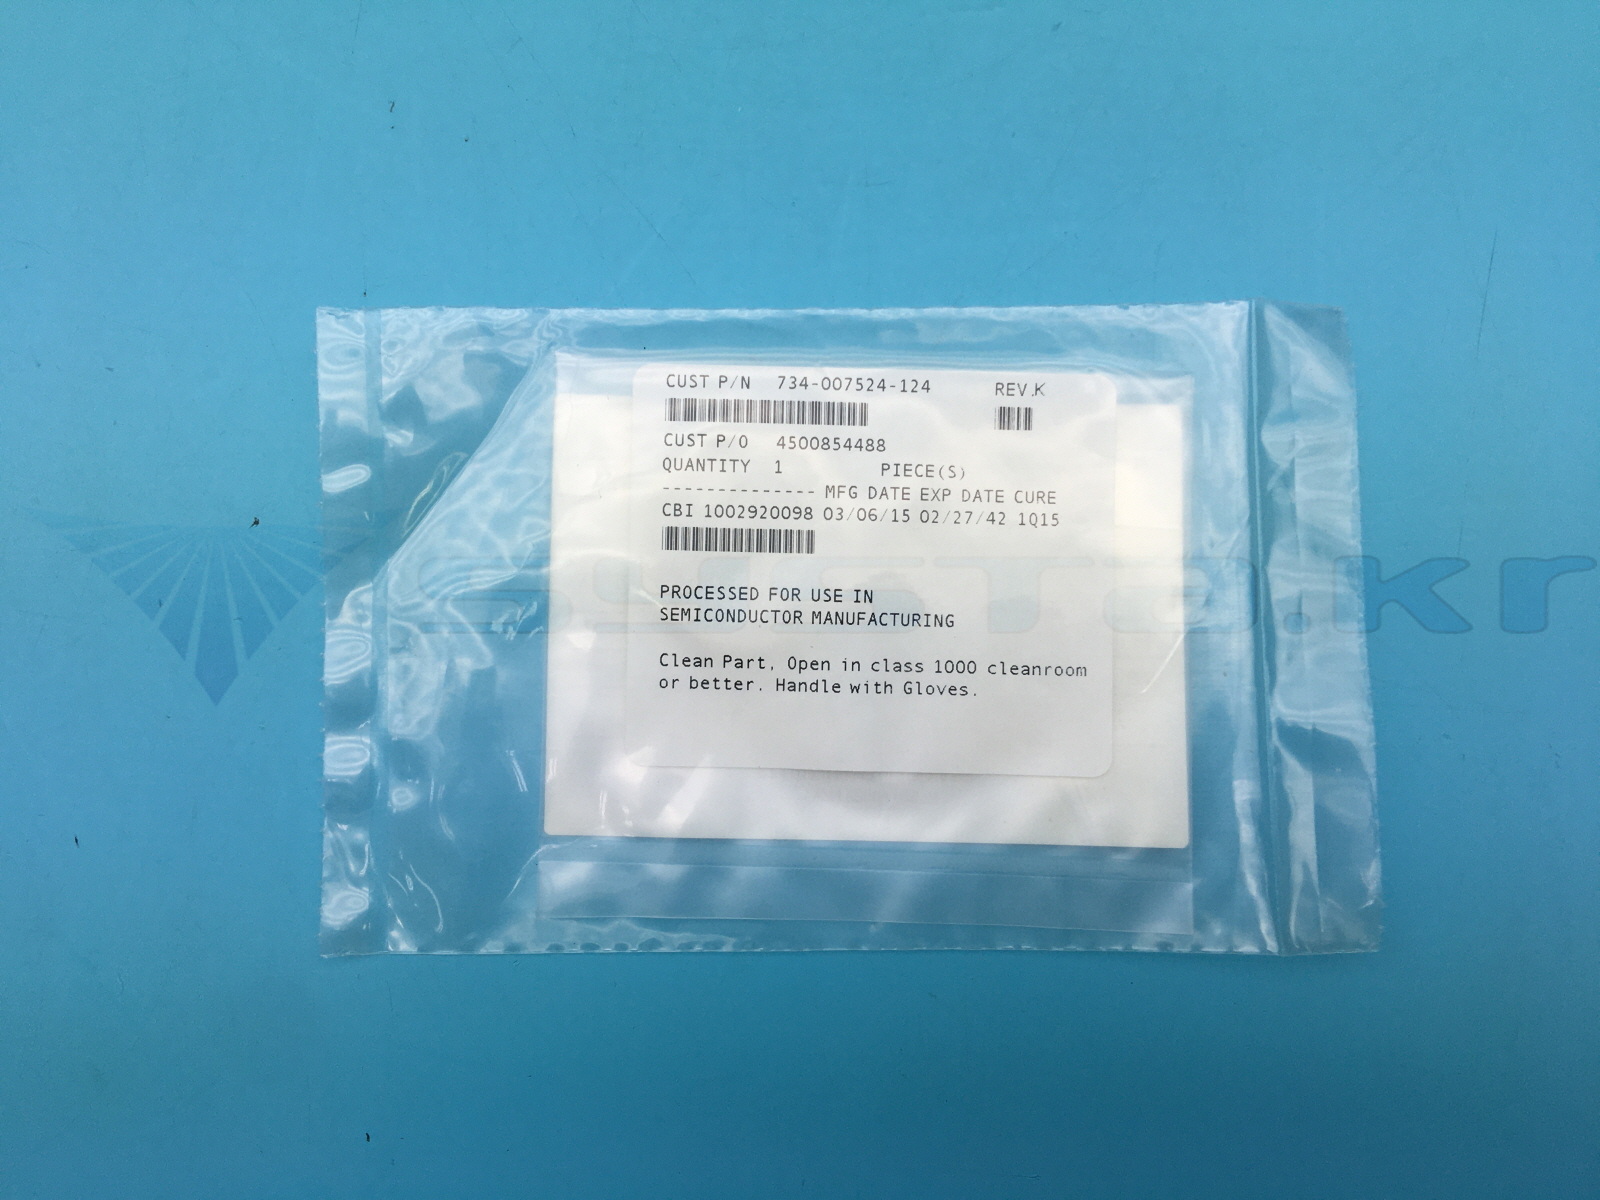 CUST P/N 734-007524-124 REV.K
CUST P/O 4500854488
QUANTITY 1 PIECE(S)
-------------- MFG DATE EXP DATE CURE
CBI 1002920098 03/06/15 02/27/42 1Q15
PROCESSED FOR USE IN
SEMICONDUCTOR MANUFACTURING
Clean Part, Open in class 1000 cleanroom
or better. Handle with Gloves.